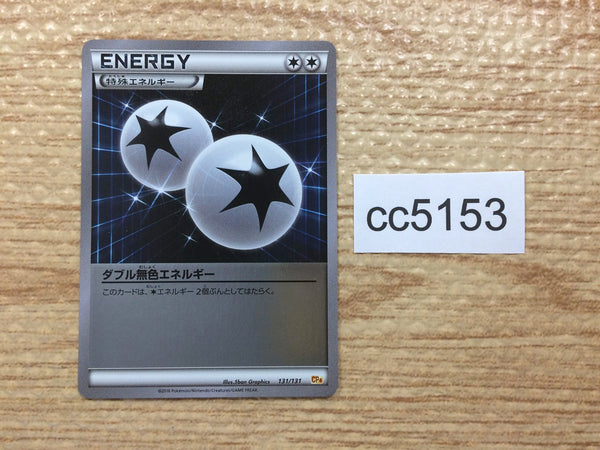 ENERGY
特殊エネルギー
ダブル無色エネルギー
このカードは、エネルギー2個ぶんとしてはたらく。
Illus.5ban Graphics 131/131
©2016 Pokémon/Nintendo/Creatures/GAME FREAK.
cc5153